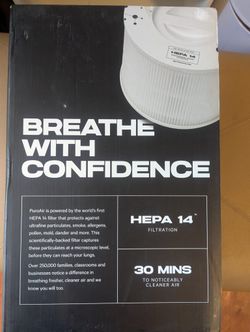 HEPA 14
BREATHE
WITH
CONFIDENCE
PuroAir is powered by the world's first
HEPA 14 filter that protects against
ultrafine particulates, smoke, allergens,
pollen, mold, dander and more. This
scientifically-backed filter captures
these particulates at a microscopic level,
before they can reach your lungs.
Over 250,000 families, classrooms and
businesses notice a difference in
breathing fresher, cleaner air and we
know you will too.
HEPA 14
FILTRATION
30 MINS
TO NOTICEABLY
CLEANER AIR